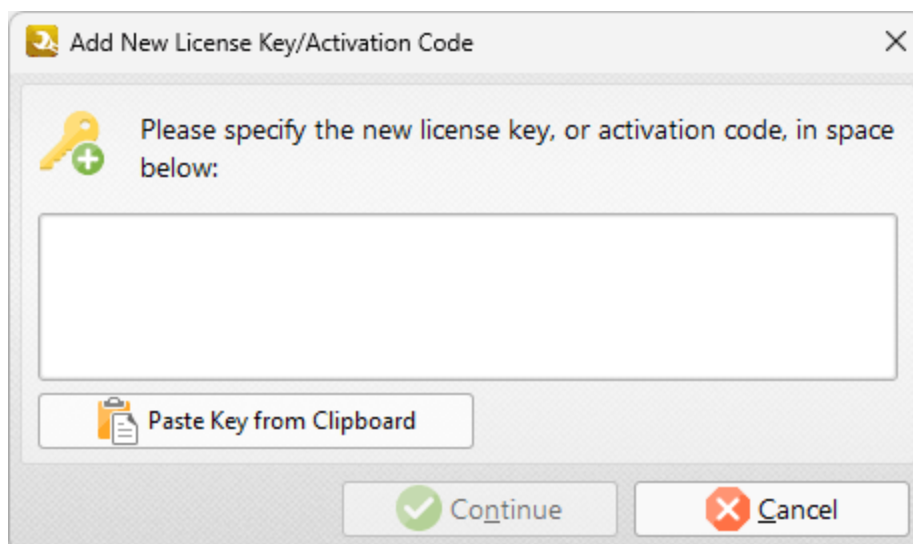 Add New License Key/Activation Code
Please specify the new license key, or activation code, in space
below:
Paste Key from Clipboard
Continue
Cancel